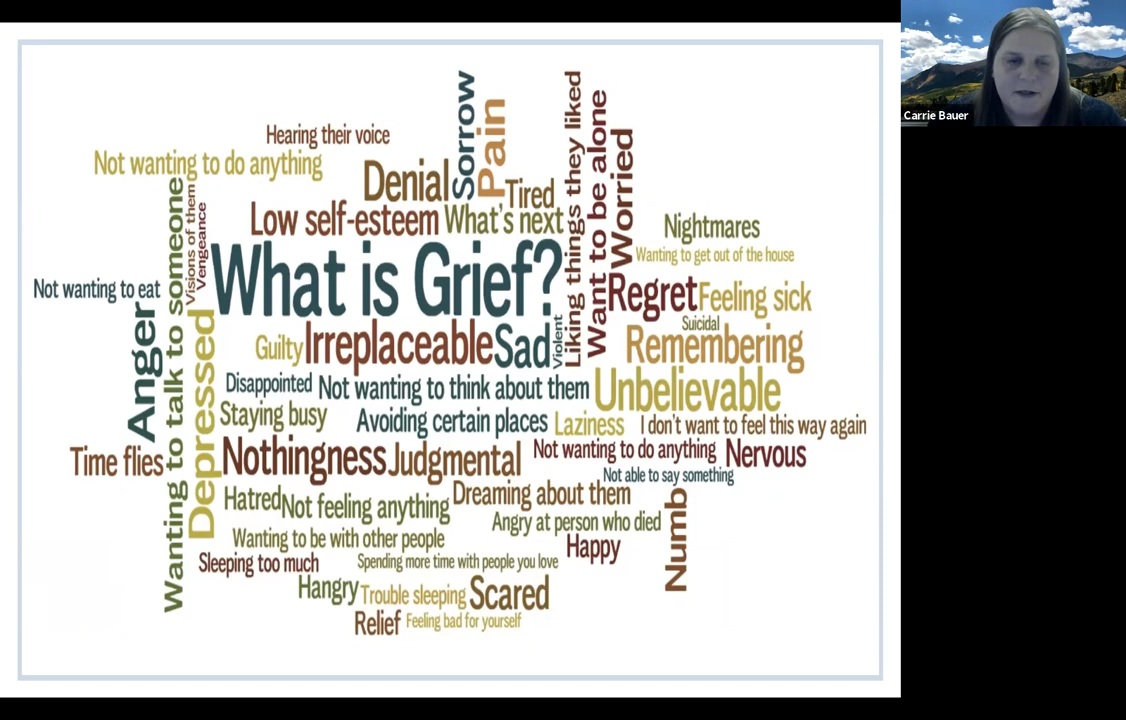 Carrie Bauer
Sorrow
Pain
Liking things they liked
Want to be alone
Worried
Hearing their voice
Not wanting to do anything
Denial
Tired
Low self-esteem
What's next
Nightmares
Wanting to talk to someone
Visions of them
Vengeance
What is Grief?
Wanting to get out of the house
Not wanting to eat
Regret
Feeling sick
Anger
Depressed
Guilty
Irreplaceable
Sad
Violent
Suicidal
Remembering
Disappointed
Not wanting to think about them
Unbelievable
Staying busy
Avoiding certain places
Laziness
I don't want to feel this way again
Time flies
Nothingness
Judgmental
Not wanting to do anything
Nervous
Not able to say something
Hatred
Not feeling anything
Dreaming about them
Angry at person who died
Numb
Wanting to be with other people
Happy
Sleeping too much
Spending more time with people you love
Hangry
Trouble sleeping
Scared
Relief
Feeling bad for yourself